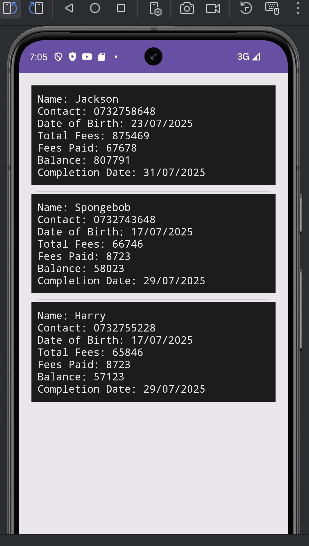 7:05
3G
Name: Jackson
Contact: 0732758648
Date of Birth: 23/07/2025
Total Fees: 875469
Fees Paid: 67678
Balance: 807791
Completion Date: 31/07/2025
Name: Spongebob
Contact: 0732743648
Date of Birth: 17/07/2025
Total Fees: 66746
Fees Paid: 8723
Balance: 58023
Completion Date: 29/07/2025
Name: Harry
Contact: 0732755228
Date of Birth: 17/07/2025
Total Fees: 65846
Fees Paid: 8723
Balance: 57123
Completion Date: 29/07/2025